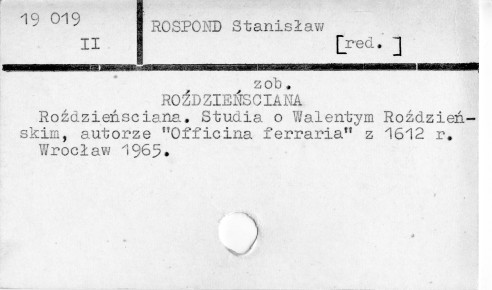 19 019
II
ROSPOND Stanisław
[red. ]
zob.
ROŹDZIEŃSCIANA
Roździeńsciana. Studia o Walentym Roździeń-
skim, autorze "Officina ferraria" z 1612 r.
Wrocław 1965.